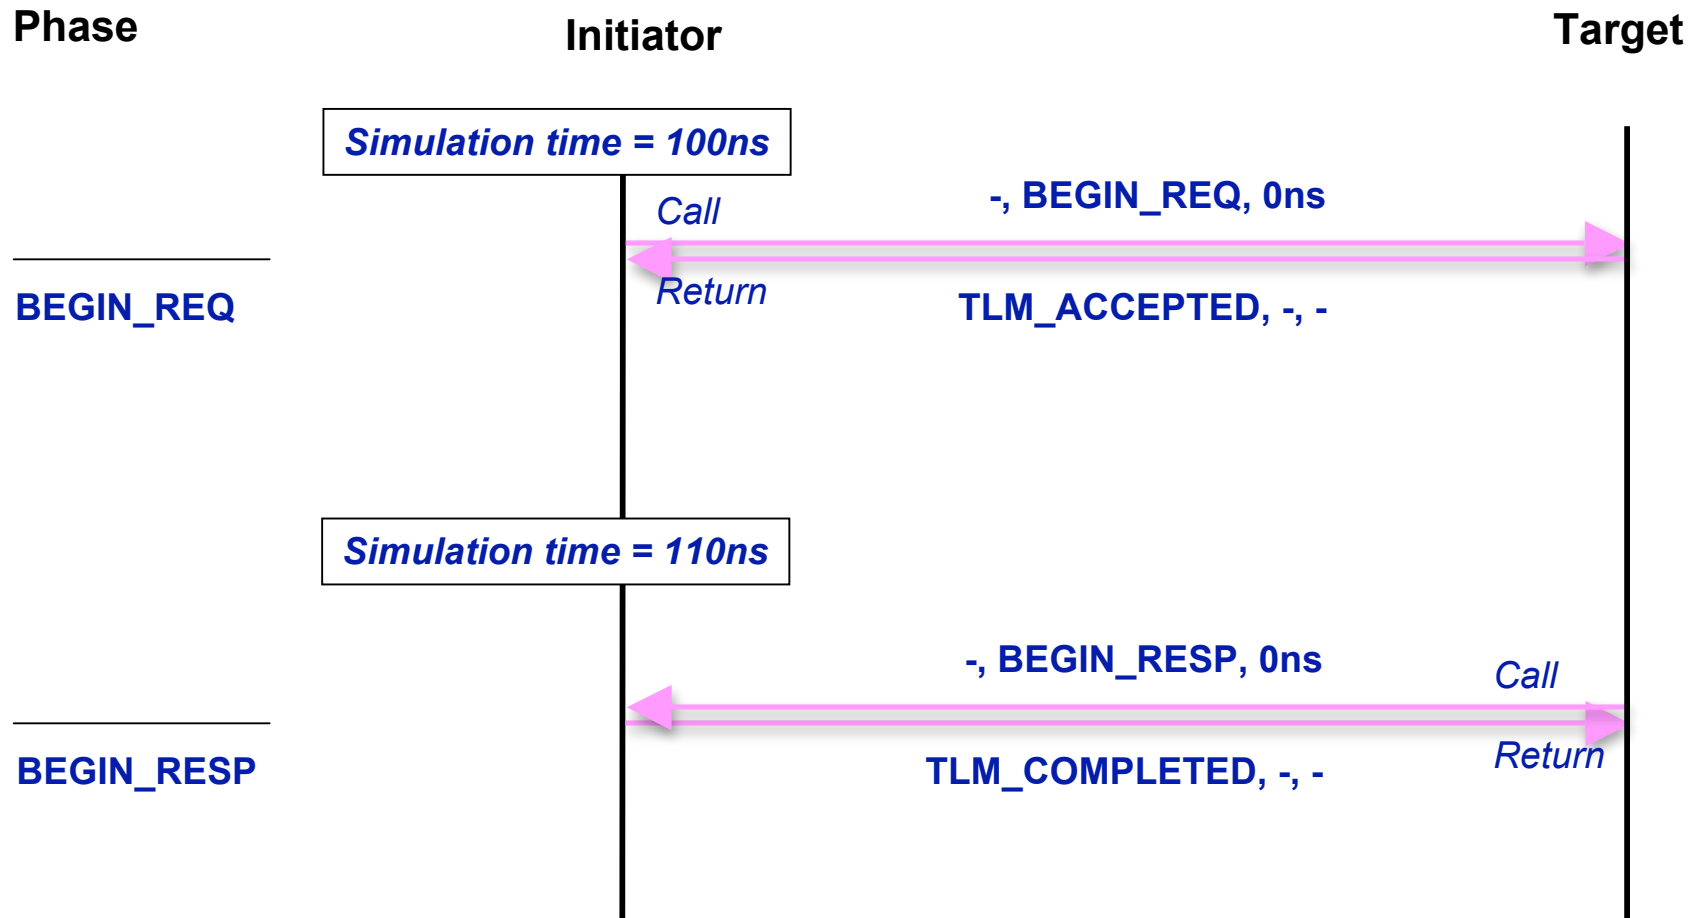 Phase
Initiator
Target
Simulation time = 100ns
Call
-, BEGIN_REQ, 0ns
BEGIN_REQ
Return
TLM_ACCEPTED, -, -
Simulation time = 110ns
-, BEGIN_RESP, 0ns
Call
BEGIN_RESP
TLM_COMPLETED, -, -
Return